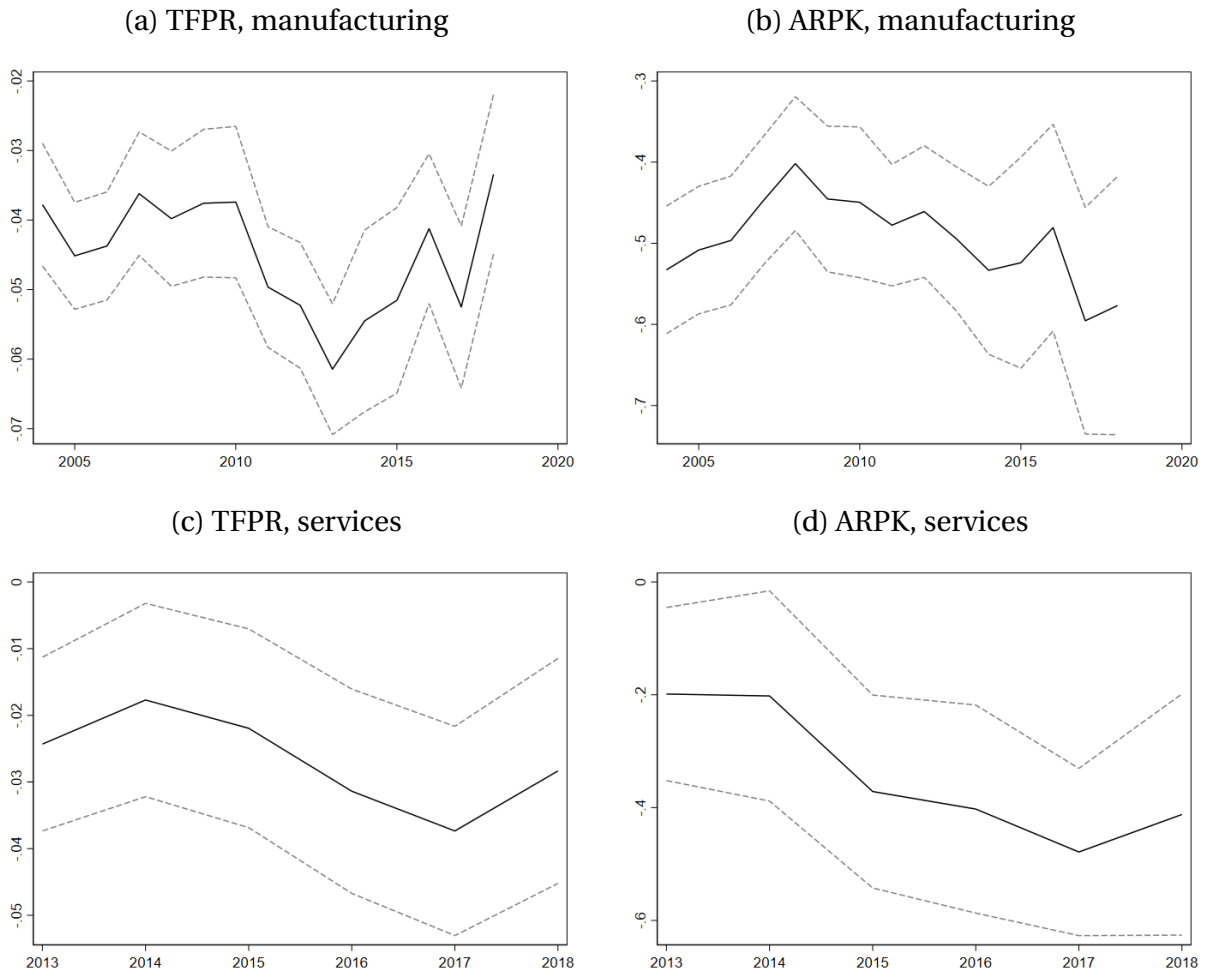 (a) TFPR, manufacturing
(b) ARPK, manufacturing
-.02
-.03
-.04
-.05
-.06
-.07
2005 2010 2015 2020
-.3
-.4
-.5
-.6
-.7
2005 2010 2015 2020
(c) TFPR, services
(d) ARPK, services
0
-.01
-.02
-.03
-.04
-.05
2013 2014 2015 2016 2017 2018
0
-.2
-.4
-.6
2013 2014 2015 2016 2017 2018